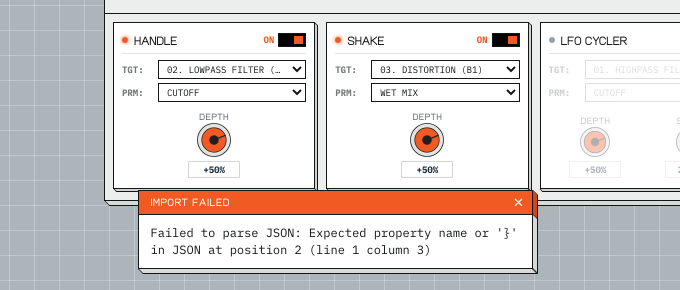 HANDLE ON
TGT: 02. LOWPASS FILTER (…
PRM: CUTOFF
DEPTH
+50%
SHAKE ON
TGT: 03. DISTORTION (B1)
PRM: WET MIX
DEPTH
+50%
LFO CYCLER
TGT: 01. HIGHPASS FIL
PRM: CUTOFF
DEPTH
+50%
IMPORT FAILED ×
Failed to parse JSON: Expected property name or '}'
in JSON at position 2 (line 1 column 3)